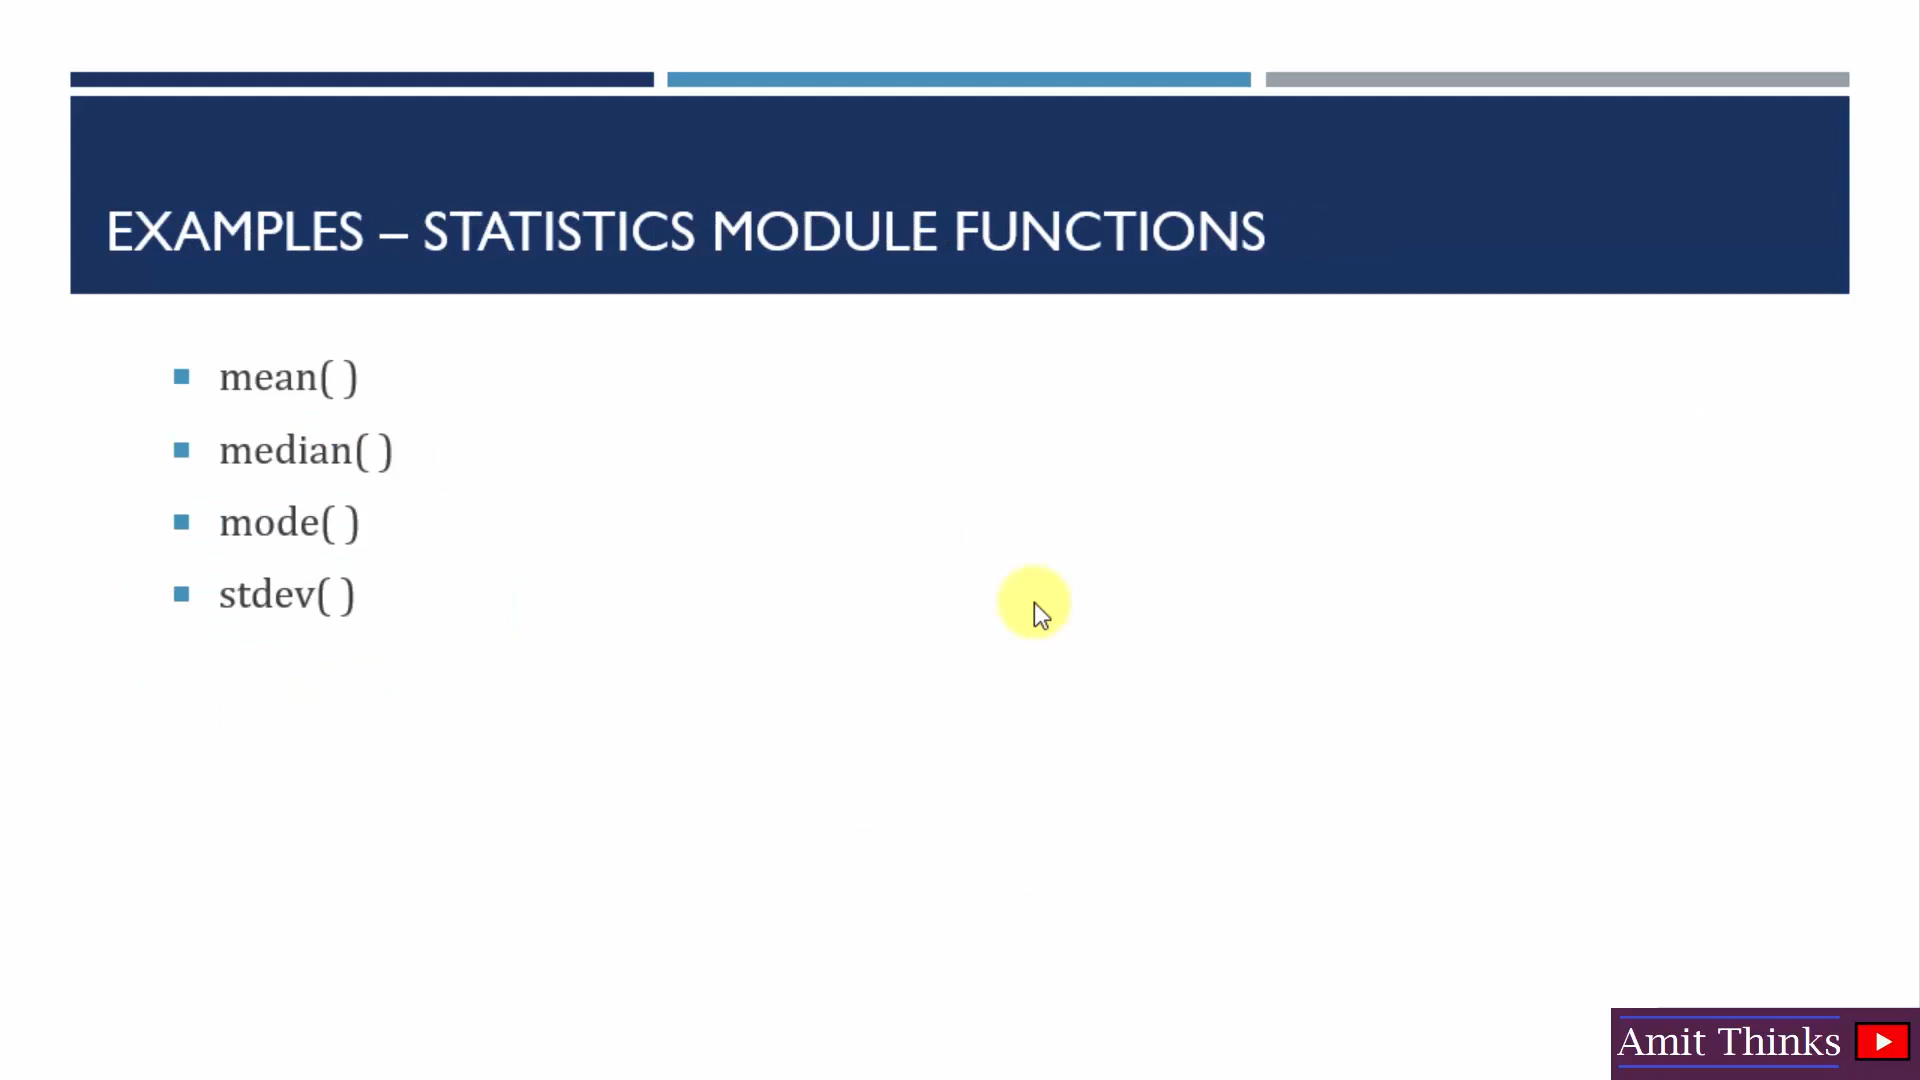 EXAMPLES – STATISTICS MODULE FUNCTIONS
mean( )
median( )
mode( )
stdev( )
Amit Thinks